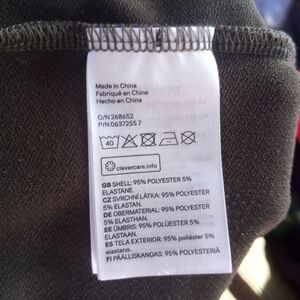 Made in China
Fabriqué en Chine
Hecho en China
O/N 268652
P/N 0637255 7
40
clevercare.info
GB SHELL: 95% POLYESTER 5%
ELASTANE.
CZ SVRCHNÍ LÁTKA: 95% POLYESTER
5% ELASTAN.
DE OBERMATERIAL: 95% POLYESTER
5% ELASTHAN.
EE ÜMBRIS: 95% POLÜESTER 5%
ELASTAAN.
ES TELA EXTERIOR: 95% poliéster 5%
elastano.
FI PÄÄLLISKANGAS: 95% POLYESTERIÄ